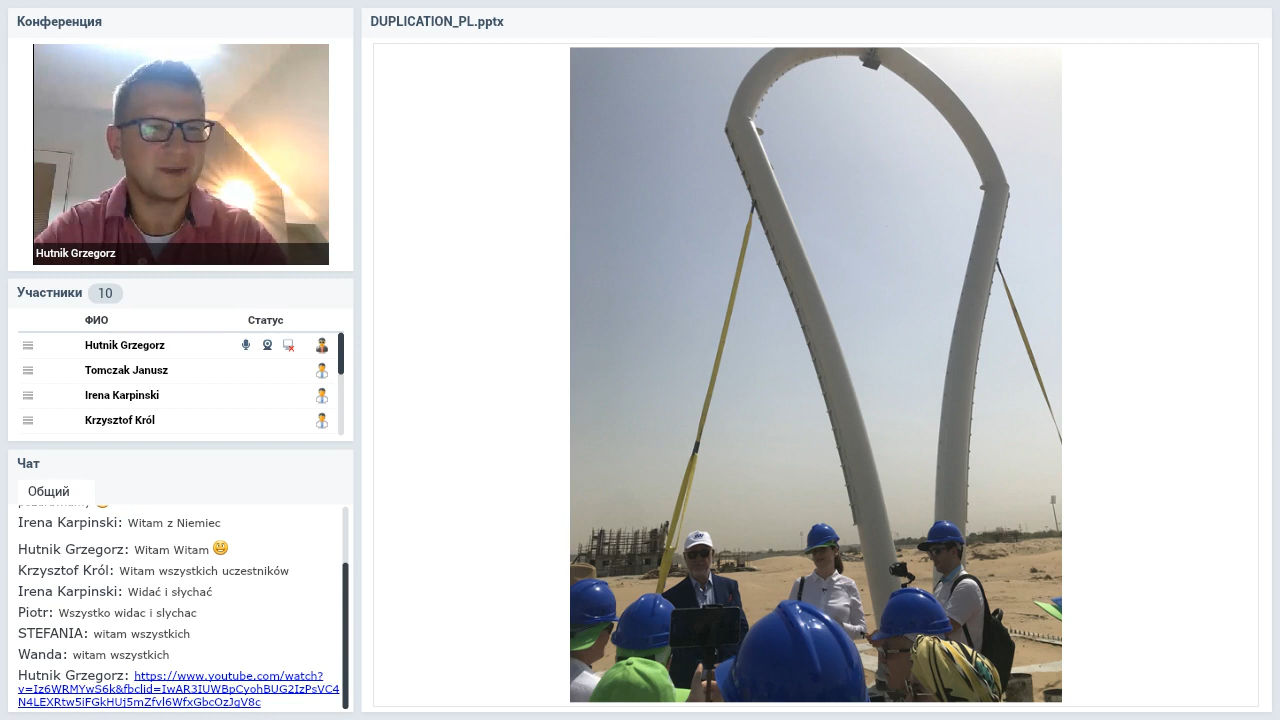 Конференция
Hutnik Grzegorz
Участники 10
ФИО Статус
Hutnik Grzegorz
Tomczak Janusz
Irena Karpinski
Krzysztof Król
Чат
Общий
Irena Karpinski: Witam z Niemiec
Hutnik Grzegorz: Witam Witam
Krzysztof Król: Witam wszystkich uczestników
Irena Karpinski: Widać i słychać
Piotr: Wszystko widac i slychac
STEFANIA: witam wszystkich
Wanda: witam wszystkich
Hutnik Grzegorz: https://www.youtube.com/watch?
v=Iz6WRMYwS6k&fbclid=IwAR3IUWBpCyohBUG2IzPsVC4
N4LEXRtw5iFGkHUj5mZfvl6WfxGbcOzJqV8c
DUPLICATION_PL.pptx